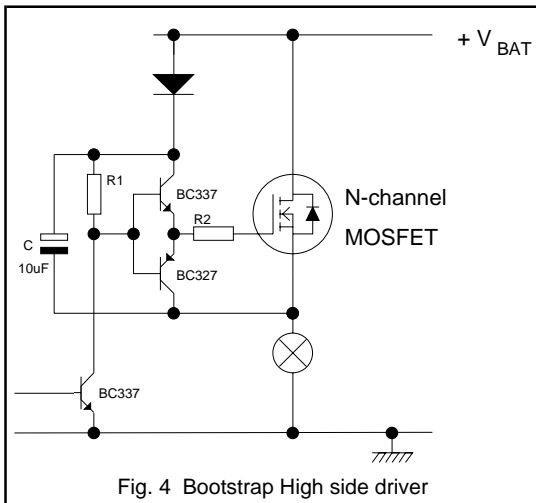 + V BAT
R1
BC337
R2
N-channel
MOSFET
C
10uF
BC327
BC337
Fig. 4 Bootstrap High side driver